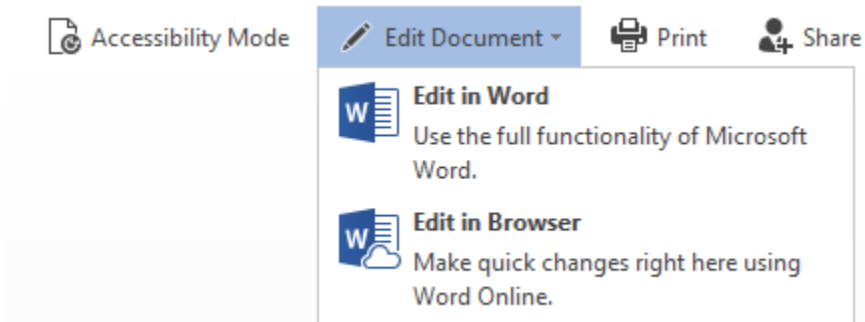 Accessibility Mode Edit Document Print Share
W Edit in Word
Use the full functionality of Microsoft
Word.
W Edit in Browser
Make quick changes right here using
Word Online.